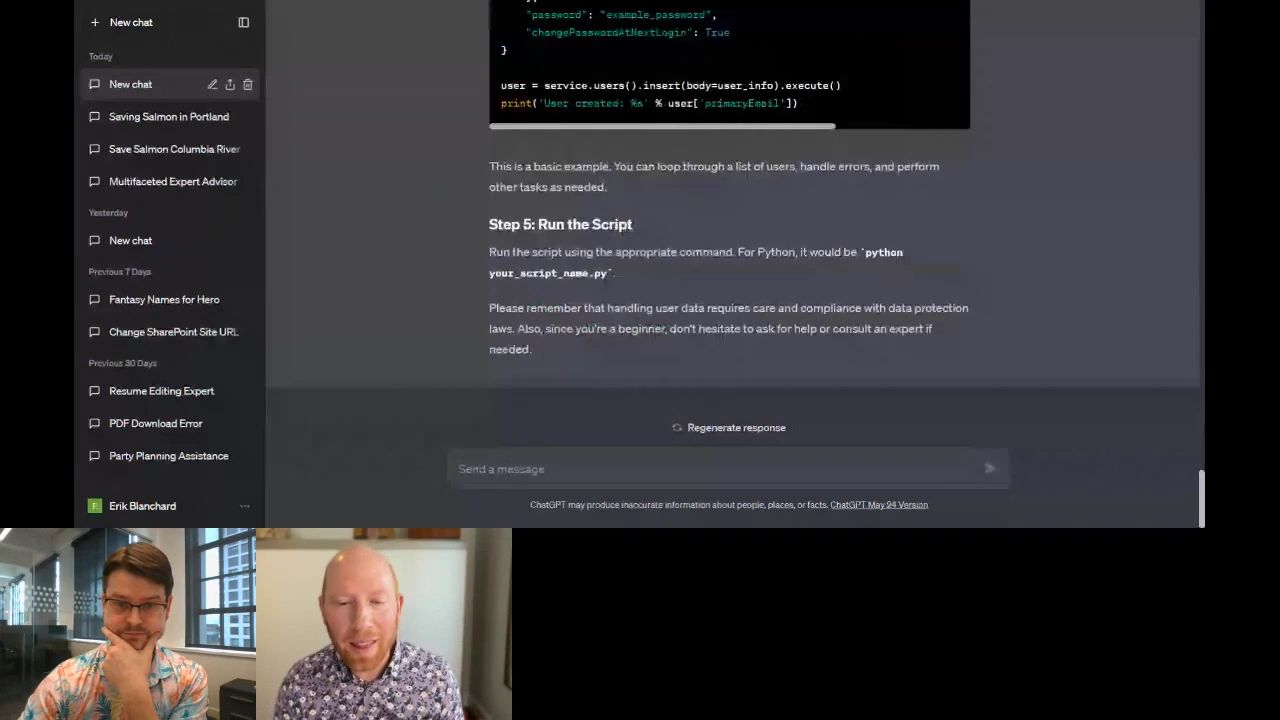 New chat
Today
New chat
Saving Salmon in Portland
Save Salmon Columbia River
Multifaceted Expert Advisor
Yesterday
New chat
Previous 7 Days
Fantasy Names for Hero
Change SharePoint Site URL
Previous 30 Days
Resume Editing Expert
PDF Download Error
Party Planning Assistance
E Erik Blanchard
"password": "example_password",
"changePasswordAtNextLogin": True
}
user = service.users().insert(body=user_info).execute()
print('User created: %s' % user['primaryEmail'])
This is a basic example. You can loop through a list of users, handle errors, and perform
other tasks as needed.
Step 5: Run the Script
Run the script using the appropriate command. For Python, it would be `python
your_script_name.py`.
Please remember that handling user data requires care and compliance with data protection
laws. Also, since you're a beginner, don't hesitate to ask for help or consult an expert if
needed.
Regenerate response
Send a message
ChatGPT may produce inaccurate information about people, places, or facts. ChatGPT May 24 Version